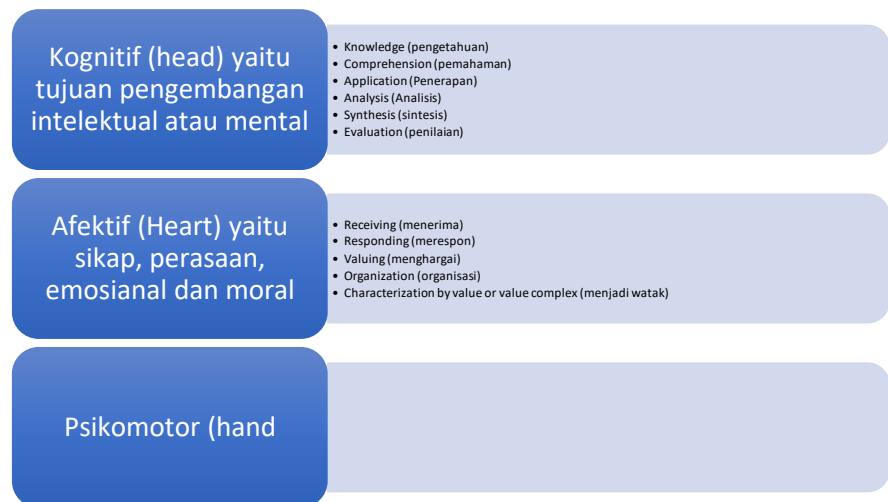 Kognitif (head) yaitu
tujuan pengembangan
intelektual atau mental
• Knowledge (pengetahuan)
• Comprehension (pemahaman)
• Application (Penerapan)
• Analysis (Analisis)
• Synthesis (sintesis)
• Evaluation (penilaian)
Afektif (Heart) yaitu
sikap, perasaan,
emosianal dan moral
• Receiving (menerima)
• Responding (merespon)
• Valuing (menghargai)
• Organization (organisasi)
• Characterization by value or value complex (menjadi watak)
Psikomotor (hand